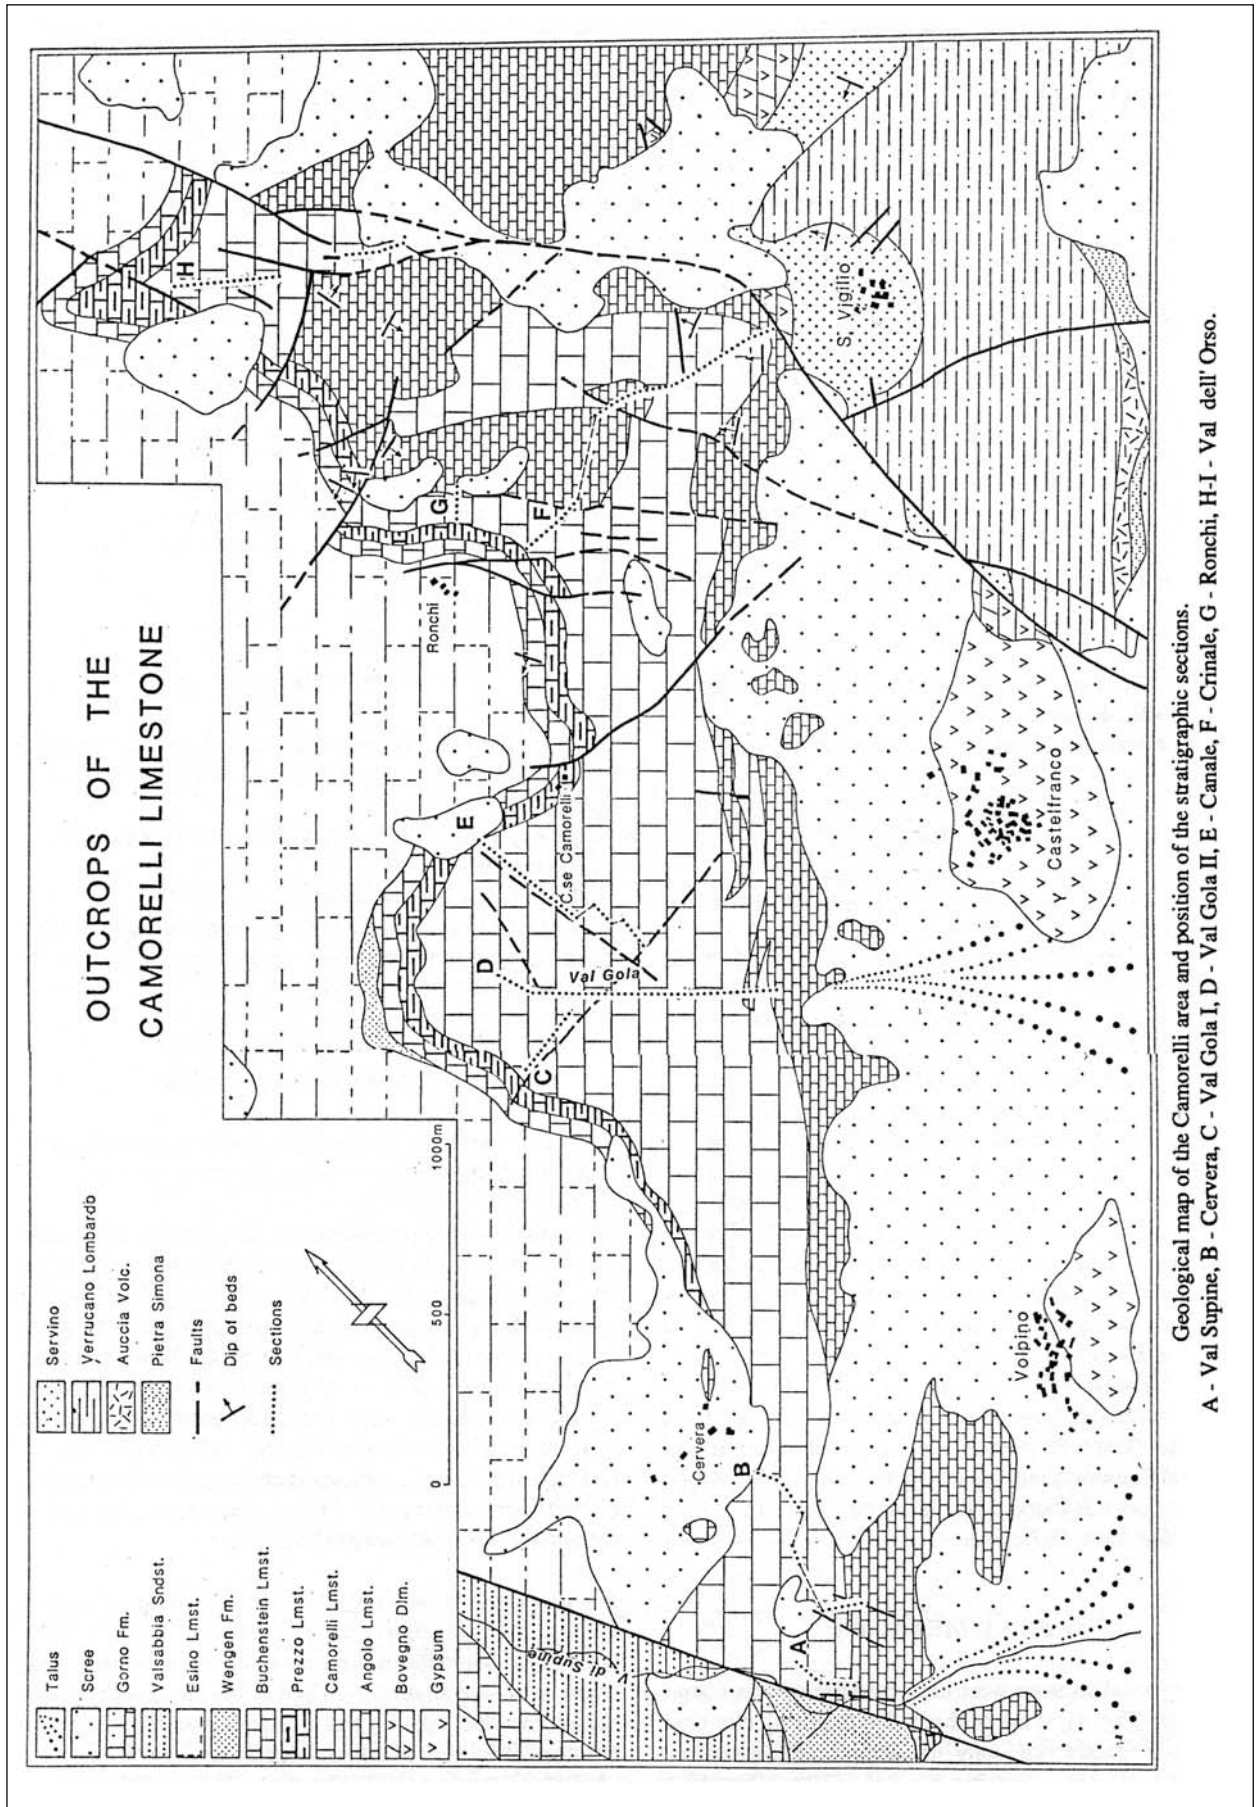 OUTCROPS OF THE
CAMORELLI LIMESTONE
Talus
Scree
Gorno Fm.
Valsabbia Sndst.
Esino Lmst.
Wengen Fm.
Buchenstein Lmst.
Prezzo Lmst.
Camorelli Lmst.
Angolo Lmst.
Bovegno Dlm.
Gypsum
Servino
Verrucano Lombardo
Auccia Volc.
Pietra Simona
Faults
Dip of beds
Sections
0 500 1000m
V. di Supine
A
B
Cervera
Volpino
C
D
Val Gola
E
C.se Camorelli
Castelfranco
Ronchi
F
G
H
I
S. Vigilio
Geological map of the Camorelli area and position of the stratigraphic sections.
A - Val Supine, B - Cervera, C - Val Gola I, D - Val Gola II, E - Canale, F - Crinale, G - Ronchi, H-I - Val dell' Orso.